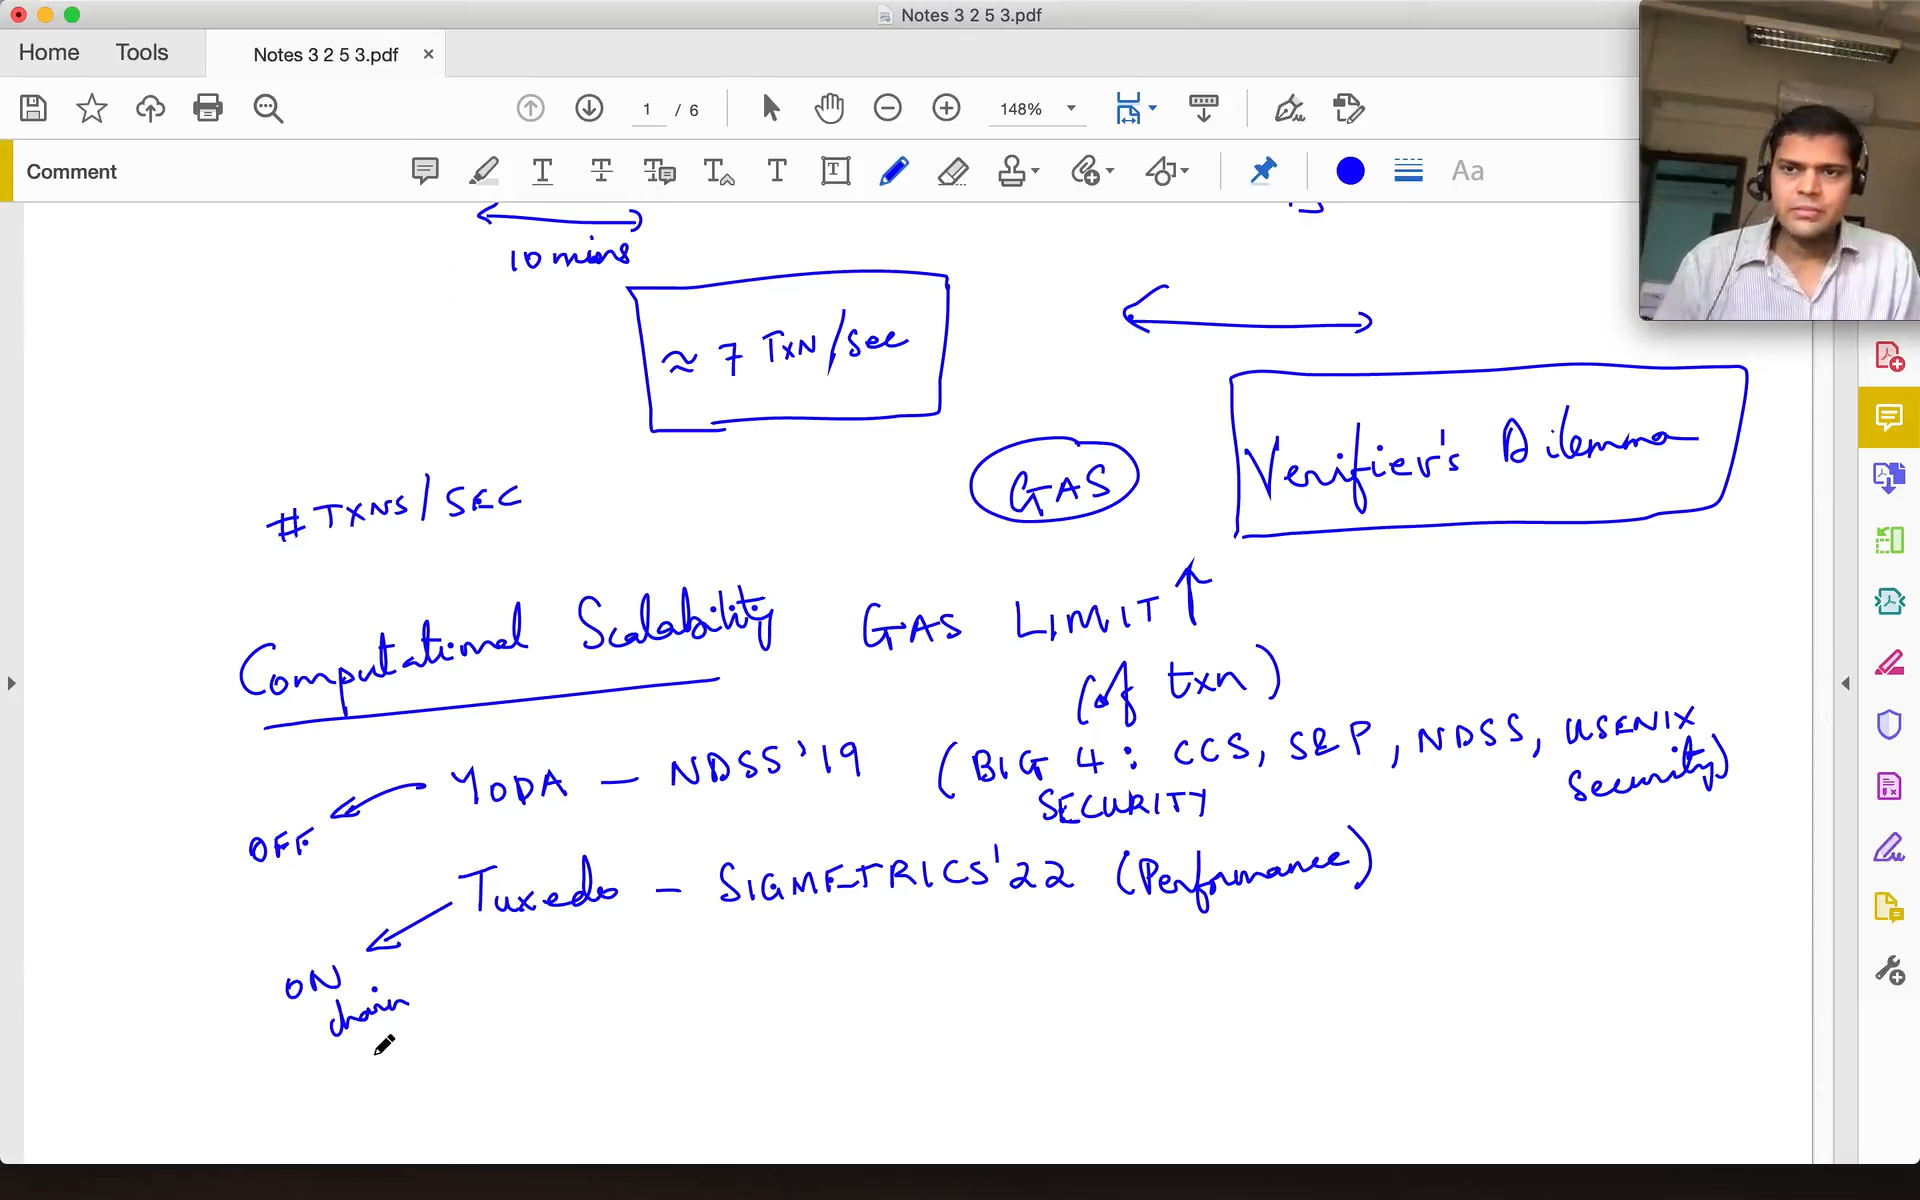 Notes 3 2 5 3.pdf
Home Tools Notes 3 2 5 3.pdf ×
1 / 6 148%
Comment Aa
10 mins
≈ 7 TXN/Sec
GAS
Verifier's Dilemma
# TXNS/SEC
Computational Scalability GAS LIMIT ↑
(of txn)
YODA – NDSS'19 (BIG 4: CCS, S&P, NDSS, USENIX
SECURITY Security)
OFF
Tuxedo – SIGMETRICS'22 (Performance)
ON
chain